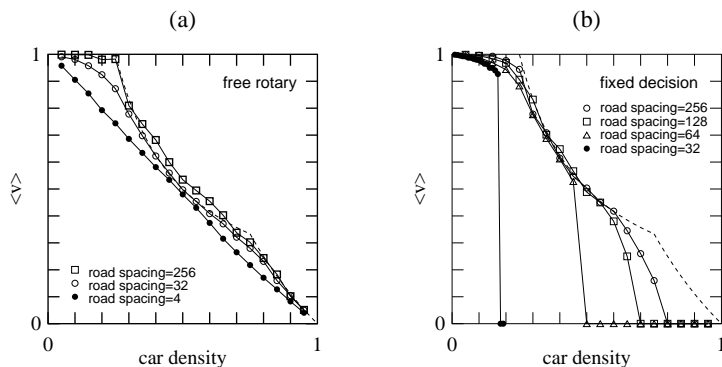 (a)
1
free rotary
<v>
road spacing=256
road spacing=32
road spacing=4
0
0
1
car density
(b)
1
fixed decision
road spacing=256
road spacing=128
road spacing=64
road spacing=32
<v>
0
0
1
car density